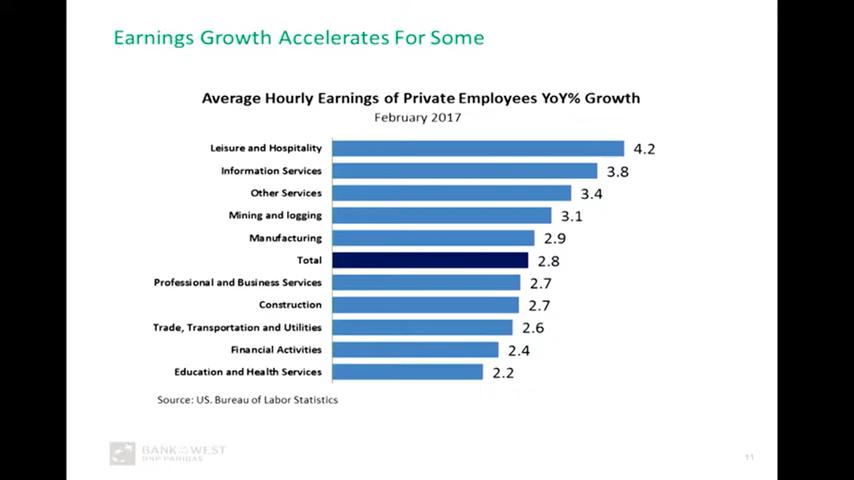 Earnings Growth Accelerates For Some
Average Hourly Earnings of Private Employees YoY% Growth
February 2017
Leisure and Hospitality 4.2
Information Services 3.8
Other Services 3.4
Mining and logging 3.1
Manufacturing 2.9
Total 2.8
Professional and Business Services 2.7
Construction 2.7
Trade, Transportation and Utilities 2.6
Financial Activities 2.4
Education and Health Services 2.2
Source: US. Bureau of Labor Statistics
BANK OF THE WEST
BNP PARIBAS
11